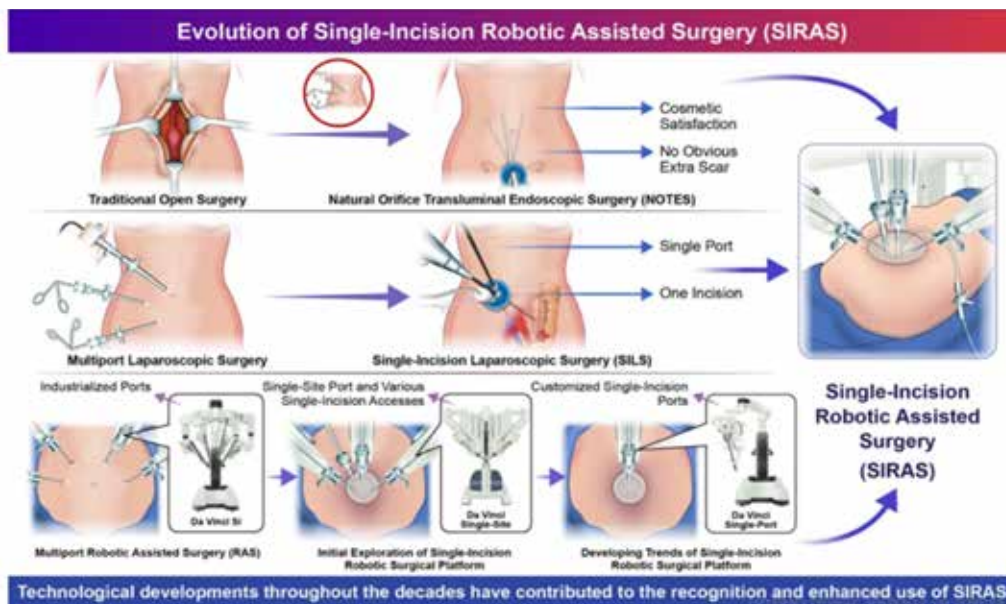 Evolution of Single-Incision Robotic Assisted Surgery (SIRAS)
Cosmetic
Satisfaction
No Obvious
Extra Scar
Traditional Open Surgery
Natural Orifice Transluminal Endoscopic Surgery (NOTES)
Single Port
One Incision
Multiport Laparoscopic Surgery
Single-Incision Laparoscopic Surgery (SILS)
Industrialized Ports
Single-Site Port and Various
Single-Incision Accesses
Customized Single-Incision
Ports
Da Vinci Si
Da Vinci
Single-Site
Da Vinci
Single-Port
Multiport Robotic Assisted Surgery (RAS)
Initial Exploration of Single-Incision
Robotic Surgical Platform
Developing Trends of Single-Incision
Robotic Surgical Platform
Single-Incision
Robotic Assisted
Surgery
(SIRAS)
Technological developments throughout the decades have contributed to the recognition and enhanced use of SIRAS